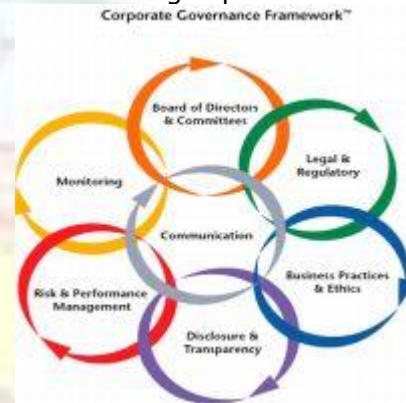 Corporate Governance Framework™
Board of Directors
& Committees
Legal &
Regulatory
Monitoring
Communication
Business Practices
& Ethics
Risk & Performance
Management
Disclosure &
Transparency